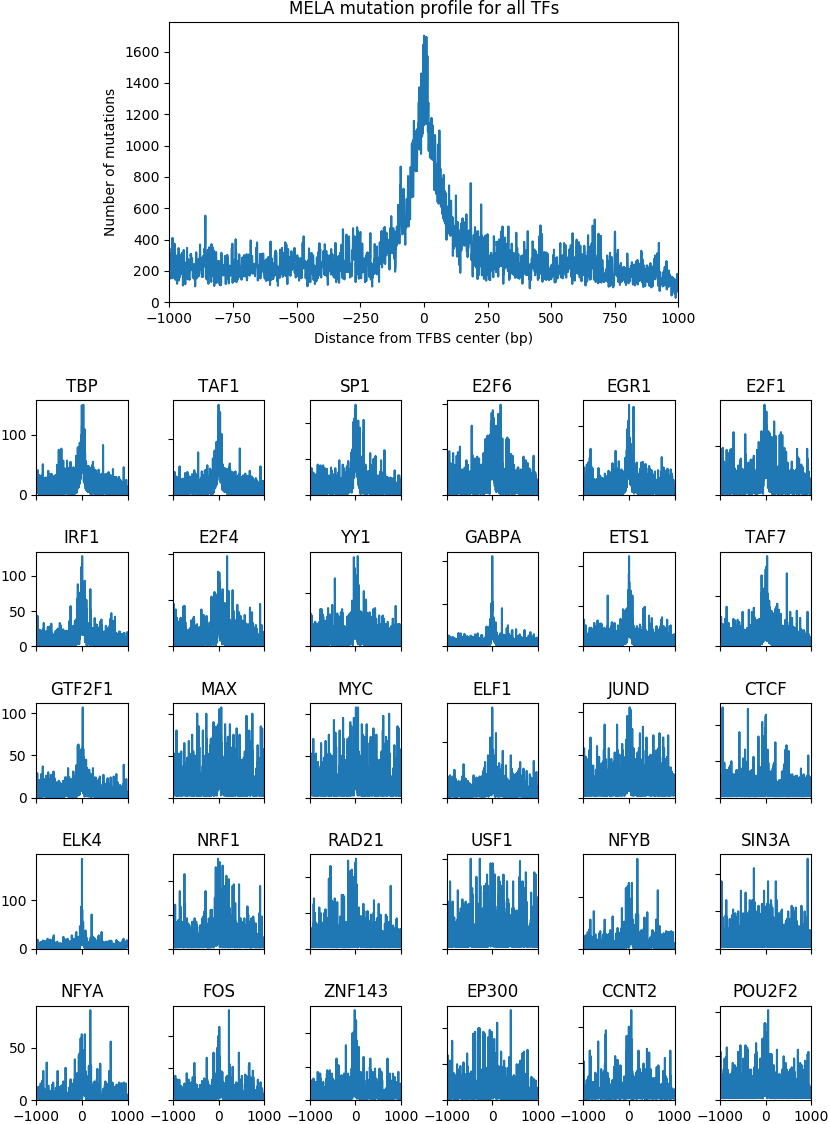 MELA mutation profile for all TFs
1600
1400
1200
1000
800
600
400
200
0
Number of mutations
−1000 −750 −500 −250 0 250 500 750 1000
Distance from TFBS center (bp)
TBP TAF1 SP1 E2F6 EGR1 E2F1
100
0
IRF1 E2F4 YY1 GABPA ETS1 TAF7
100
50
0
GTF2F1 MAX MYC ELF1 JUND CTCF
100
50
0
ELK4 NRF1 RAD21 USF1 NFYB SIN3A
100
0
NFYA FOS ZNF143 EP300 CCNT2 POU2F2
50
0
−1000 0 1000 −1000 0 1000 −1000 0 1000 −1000 0 1000 −1000 0 1000 −1000 0 1000